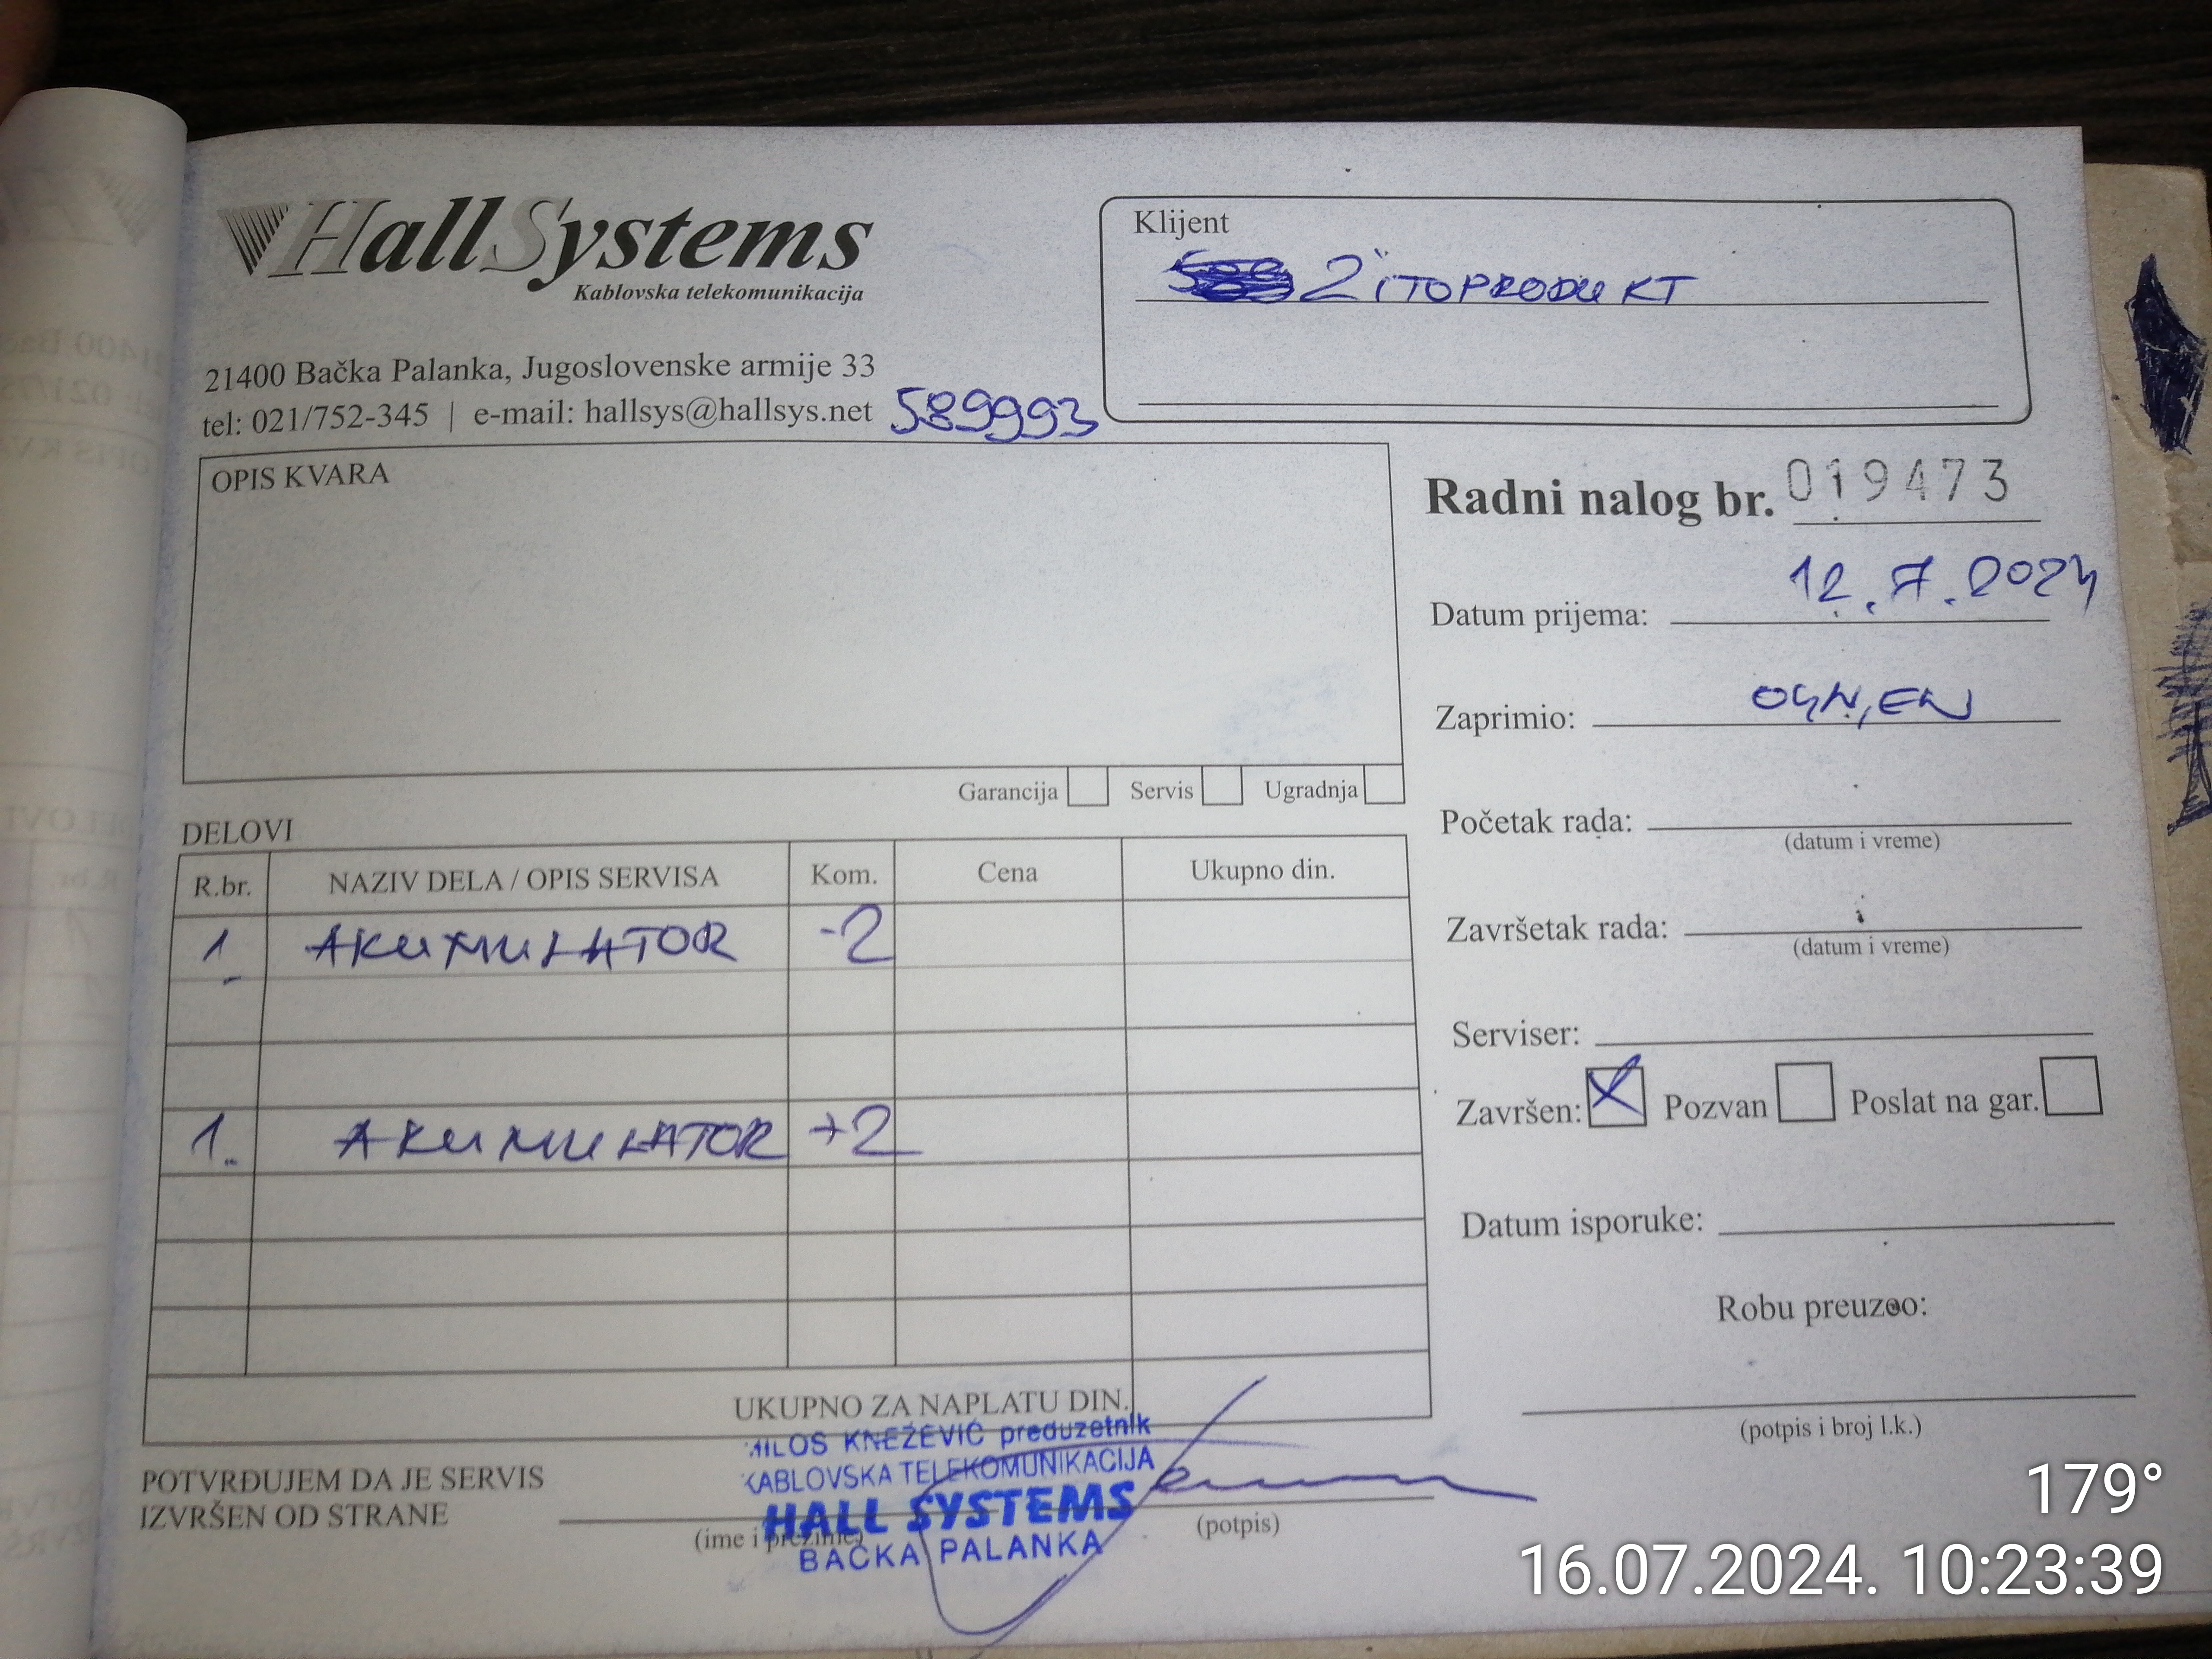 HallSystems
Kablovska telekomunikacija
21400 Bačka Palanka, Jugoslovenske armije 33
tel: 021/752-345 | e-mail: hallsys@hallsys.net
589993
Klijent
ŽITOPRODUKT
OPIS KVARA
Garancija Servis Ugradnja
Radni nalog br. 019473
Datum prijema: 12.7.2024
Zaprimio: OGNJEN
Početak rada:
(datum i vreme)
Završetak rada:
(datum i vreme)
Serviser:
Završen: X Pozvan Poslat na gar.
Datum isporuke:
Robu preuzeo:
(potpis i broj l.k.)
DELOVI
R.br. NAZIV DELA / OPIS SERVISA Kom. Cena Ukupno din.
1. AKUMULATOR -2
1. AKUMULATOR +2
UKUPNO ZA NAPLATU DIN.
MILOS KNEŽEVIĆ preduzetnik
KABLOVSKA TELEKOMUNIKACIJA
HALL SYSTEMS
BAČKA PALANKA
POTVRĐUJEM DA JE SERVIS
IZVRŠEN OD STRANE
(ime i prezime)
(potpis)
179°
16.07.2024. 10:23:39